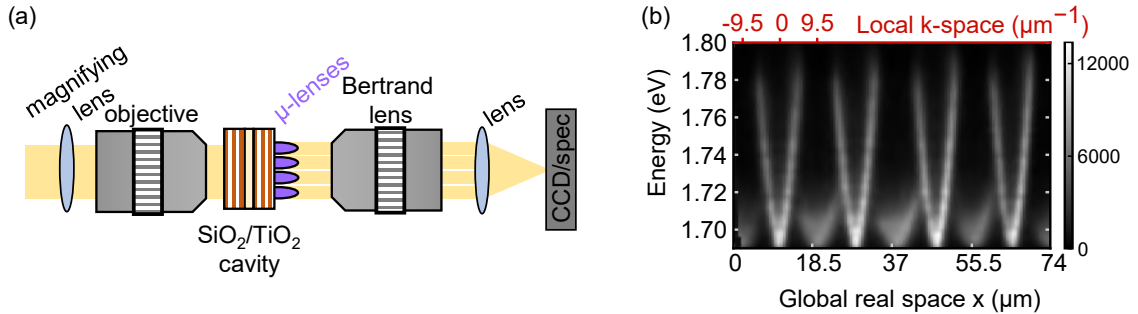 (a)
magnifying
lens
objective
μ-lenses
Bertrand
lens
lens
CCD/spec
SiO₂/TiO₂
cavity
(b)
-9.5 0 9.5 Local k-space (μm⁻¹)
Energy (eV)
1.80
1.78
1.76
1.74
1.72
1.70
12000
6000
0
0 18.5 37 55.5 74
Global real space x (μm)